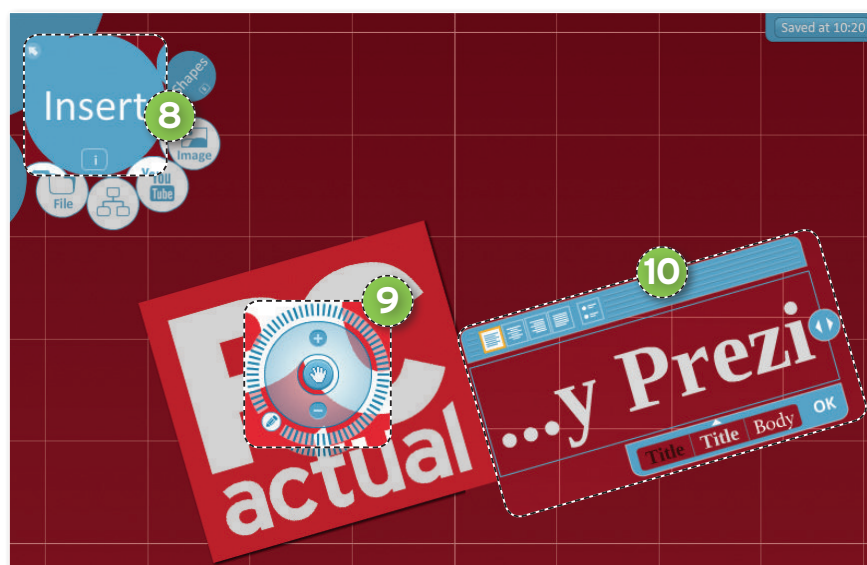 Saved at 10:20
Insert
8
Shapes
Image
You
Tube
File
i
9
10
PC
actual
...y Prezi
Title
Title
Body
OK